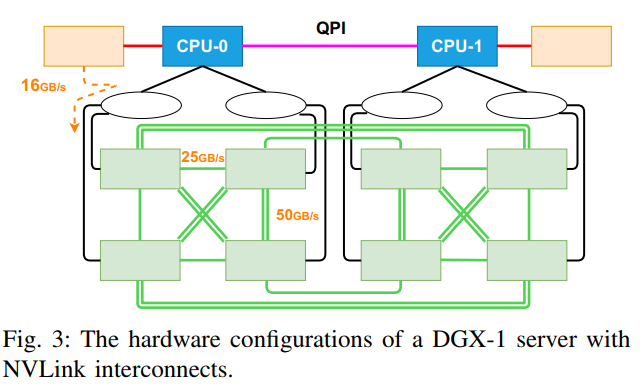 QPI
CPU-0
CPU-1
16GB/s
25GB/s
50GB/s
Fig. 3: The hardware configurations of a DGX-1 server with
NVLink interconnects.